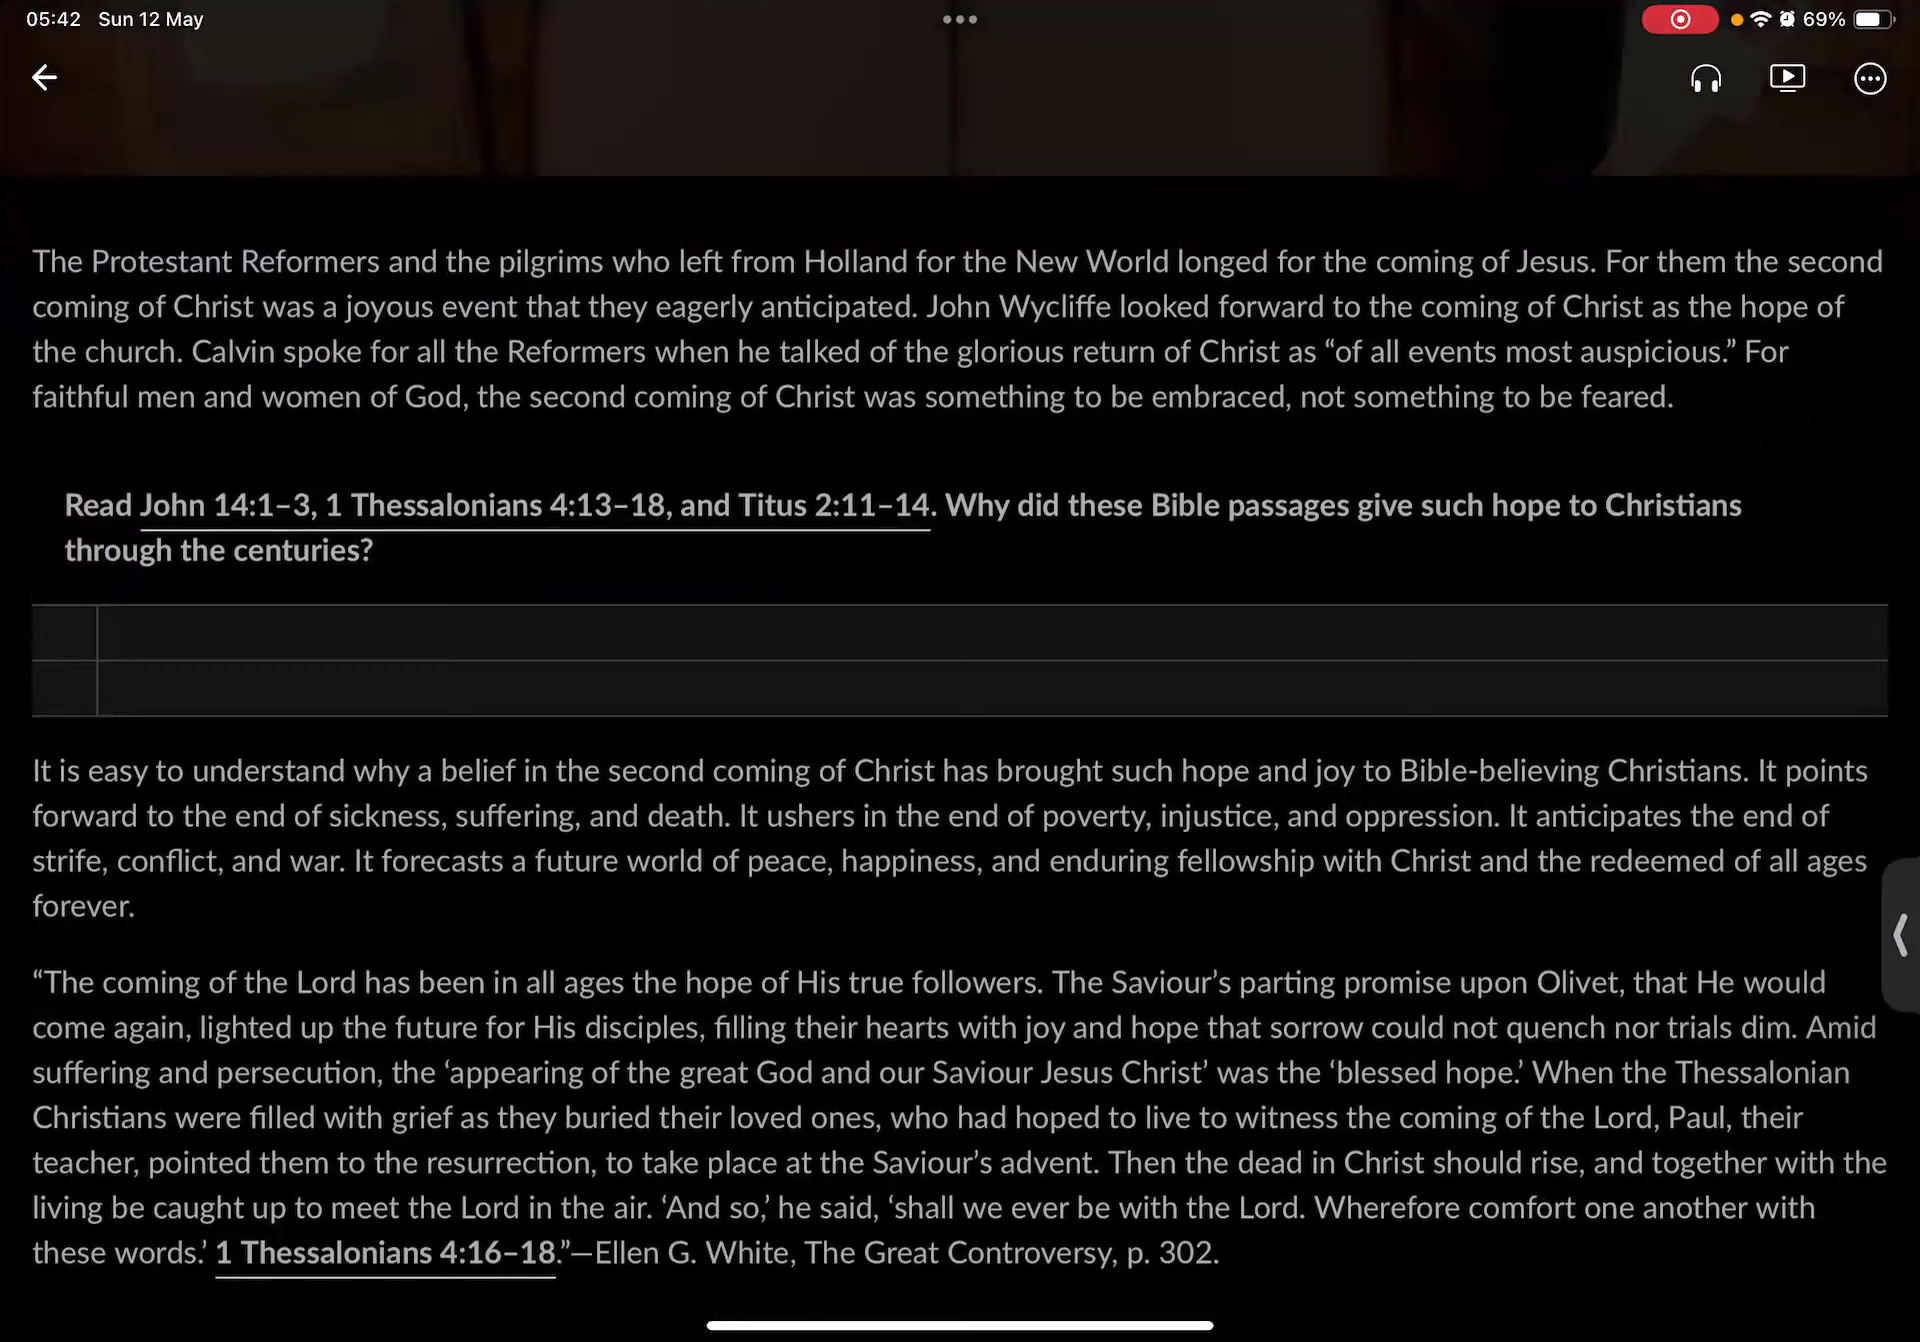 05:42 Sun 12 May
69%
The Protestant Reformers and the pilgrims who left from Holland for the New World longed for the coming of Jesus. For them the second
coming of Christ was a joyous event that they eagerly anticipated. John Wycliffe looked forward to the coming of Christ as the hope of
the church. Calvin spoke for all the Reformers when he talked of the glorious return of Christ as “of all events most auspicious.” For
faithful men and women of God, the second coming of Christ was something to be embraced, not something to be feared.
Read John 14:1–3, 1 Thessalonians 4:13–18, and Titus 2:11–14. Why did these Bible passages give such hope to Christians
through the centuries?
It is easy to understand why a belief in the second coming of Christ has brought such hope and joy to Bible-believing Christians. It points
forward to the end of sickness, suffering, and death. It ushers in the end of poverty, injustice, and oppression. It anticipates the end of
strife, conflict, and war. It forecasts a future world of peace, happiness, and enduring fellowship with Christ and the redeemed of all ages
forever.
“The coming of the Lord has been in all ages the hope of His true followers. The Saviour’s parting promise upon Olivet, that He would
come again, lighted up the future for His disciples, filling their hearts with joy and hope that sorrow could not quench nor trials dim. Amid
suffering and persecution, the ‘appearing of the great God and our Saviour Jesus Christ’ was the ‘blessed hope.’ When the Thessalonian
Christians were filled with grief as they buried their loved ones, who had hoped to live to witness the coming of the Lord, Paul, their
teacher, pointed them to the resurrection, to take place at the Saviour’s advent. Then the dead in Christ should rise, and together with the
living be caught up to meet the Lord in the air. ‘And so,’ he said, ‘shall we ever be with the Lord. Wherefore comfort one another with
these words.’ 1 Thessalonians 4:16–18.”—Ellen G. White, The Great Controversy, p. 302.